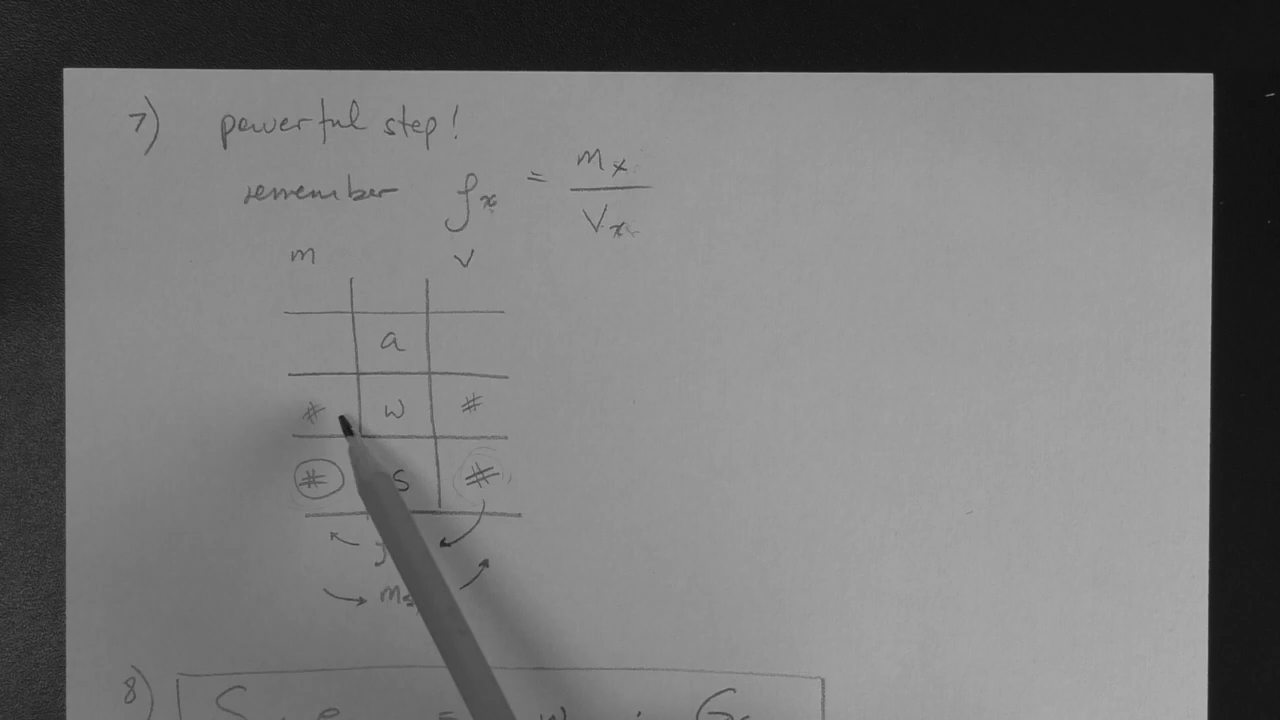 7) powerful step!
remember ρx = mx / Vx
m V
a
# w #
# s #
m
8) S e = w · G